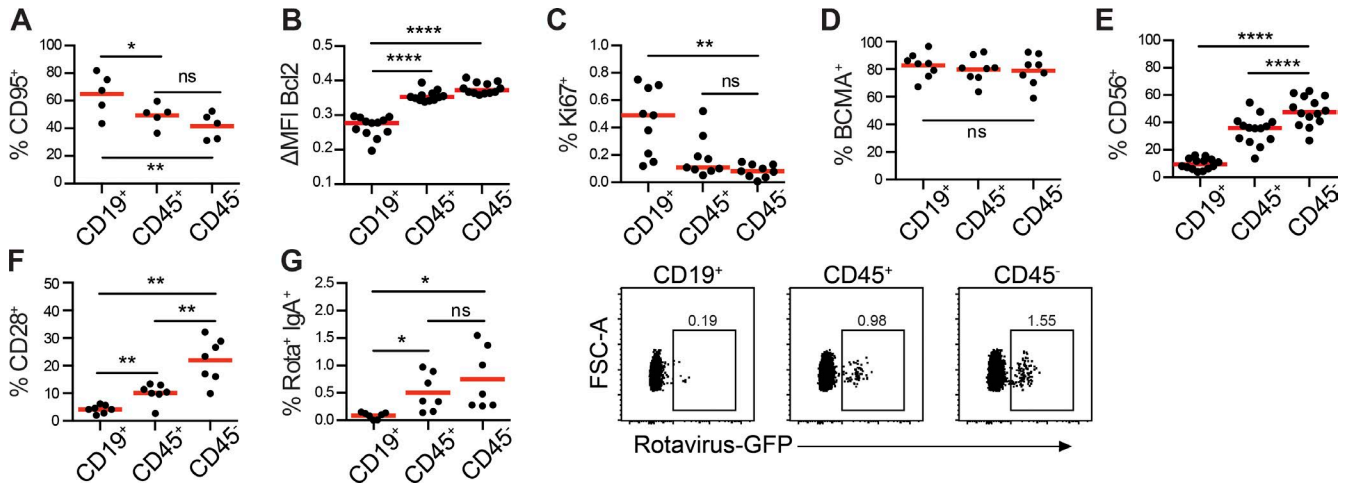 A
% CD95⁺
100
80
60
40
20
0
*
ns
**
CD19⁺
CD45⁺
CD45⁻
B
ΔMFI Bcl2
0.5
0.4
0.3
0.2
0.1
****
****
CD19⁺
CD45⁺
CD45⁻
C
% Ki67⁺
1.0
0.8
0.6
0.4
0.2
0.0
**
ns
CD19⁺
CD45⁺
CD45⁻
D
% BCMA⁺
100
80
60
40
20
0
ns
CD19⁺
CD45⁺
CD45⁻
E
% CD56⁺
100
80
60
40
20
0
****
****
CD19⁺
CD45⁺
CD45⁻
F
% CD28⁺
50
40
30
20
10
0
**
**
**
CD19⁺
CD45⁺
CD45⁻
G
% Rota⁺ IgA⁺
2.5
2.0
1.5
1.0
0.5
0.0
*
ns
*
CD19⁺
CD45⁺
CD45⁻
CD19⁺
CD45⁺
CD45⁻
0.19
0.98
1.55
FSC-A
Rotavirus-GFP